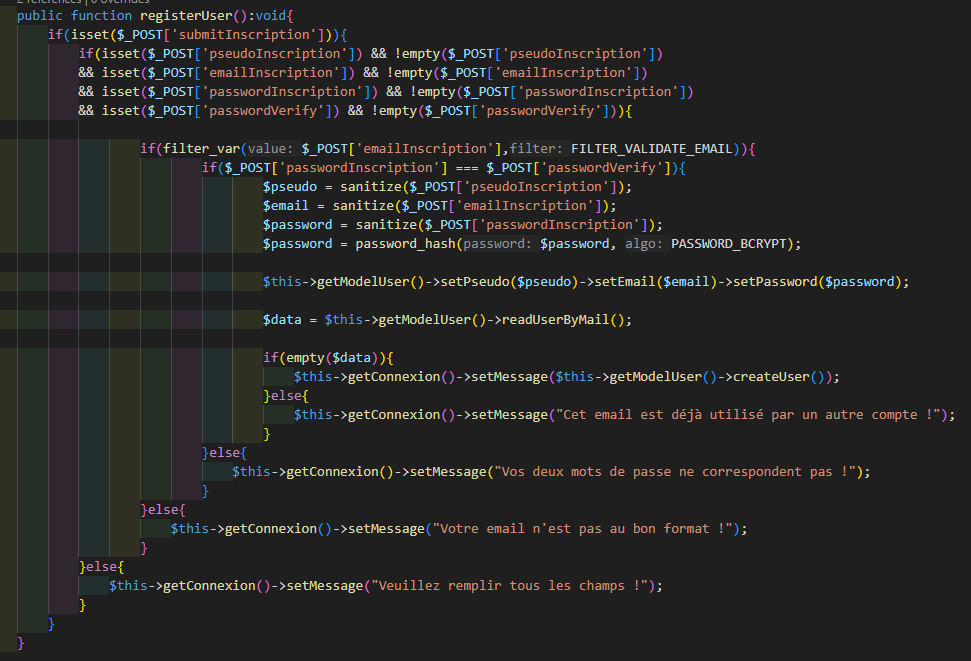 2 references | 0 overrides
public function registerUser():void{
if(isset($_POST['submitInscription'])){
if(isset($_POST['pseudoInscription']) && !empty($_POST['pseudoInscription'])
&& isset($_POST['emailInscription']) && !empty($_POST['emailInscription'])
&& isset($_POST['passwordInscription']) && !empty($_POST['passwordInscription'])
&& isset($_POST['passwordVerify']) && !empty($_POST['passwordVerify'])){
if(filter_var(value: $_POST['emailInscription'],filter: FILTER_VALIDATE_EMAIL)){
if($_POST['passwordInscription'] === $_POST['passwordVerify']){
$pseudo = sanitize($_POST['pseudoInscription']);
$email = sanitize($_POST['emailInscription']);
$password = sanitize($_POST['passwordInscription']);
$password = password_hash(password: $password, algo: PASSWORD_BCRYPT);
$this->getModelUser()->setPseudo($pseudo)->setEmail($email)->setPassword($password);
$data = $this->getModelUser()->readUserByMail();
if(empty($data)){
$this->getConnexion()->setMessage($this->getModelUser()->createUser());
}else{
$this->getConnexion()->setMessage("Cet email est déjà utilisé par un autre compte !");
}
}else{
$this->getConnexion()->setMessage("Vos deux mots de passe ne correspondent pas !");
}
}else{
$this->getConnexion()->setMessage("Votre email n'est pas au bon format !");
}
}else{
$this->getConnexion()->setMessage("Veuillez remplir tous les champs !");
}
}
}